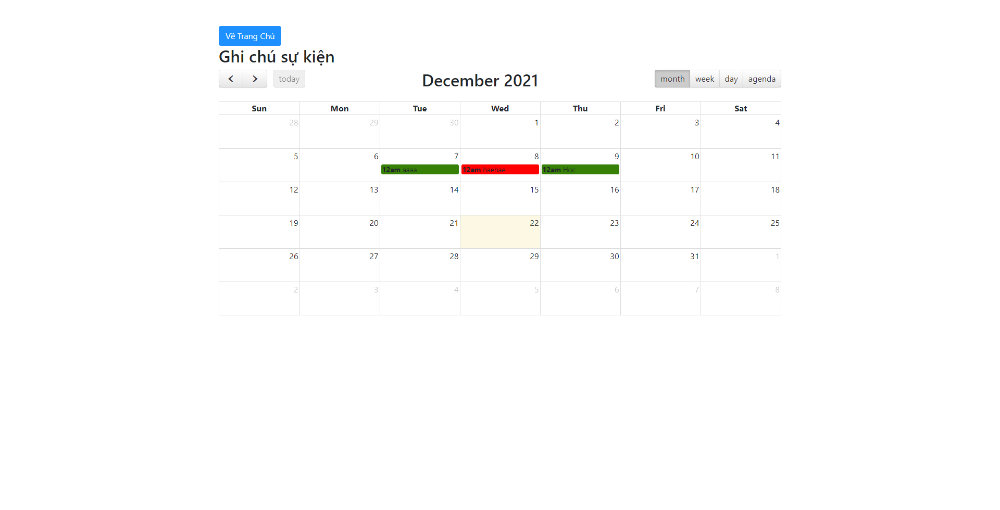 Về Trang Chủ
Ghi chú sự kiện
today
December 2021
month week day agenda
Sun Mon Tue Wed Thu Fri Sat
28 29 30 1 2 3 4
5 6 7 8 9 10 11
12am aaaa 12am haehae 12am Học
12 13 14 15 16 17 18
19 20 21 22 23 24 25
26 27 28 29 30 31 1
2 3 4 5 6 7 8